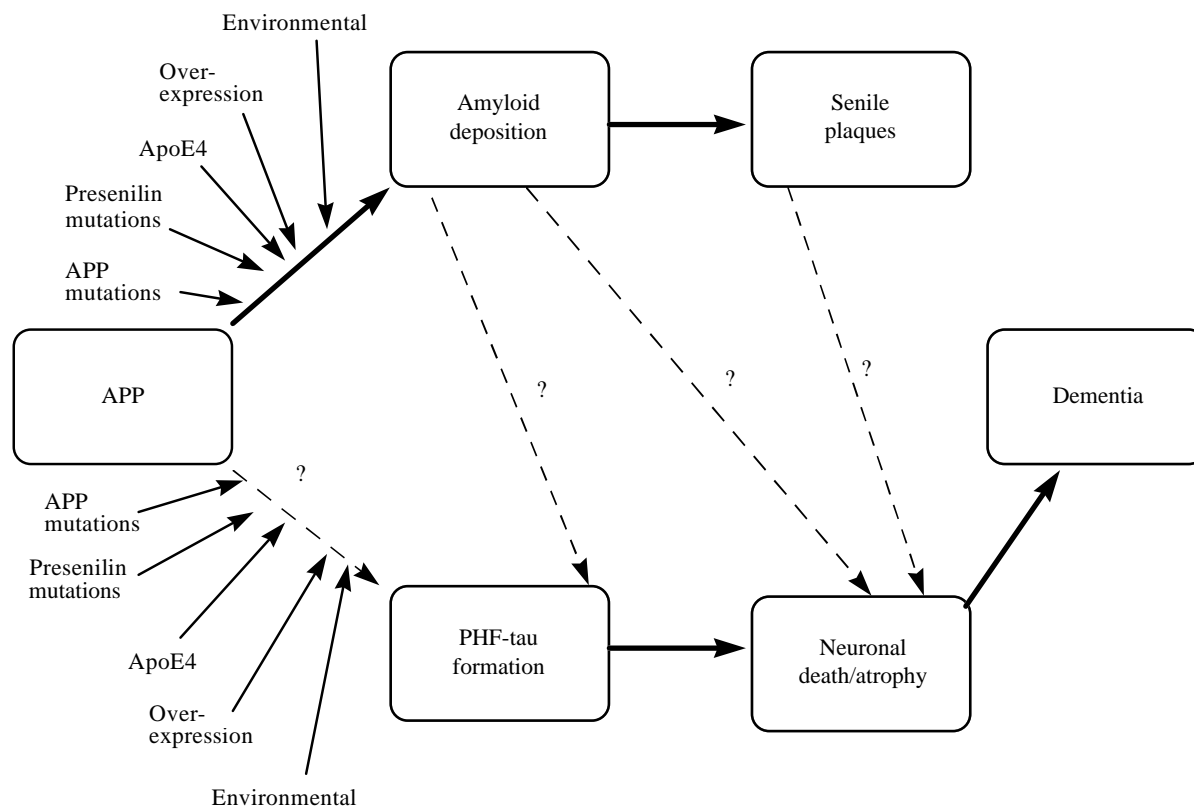 Environmental
Over-
expression
ApoE4
Presenilin
mutations
APP
mutations
Amyloid
deposition
Senile
plaques
APP
?
?
?
Dementia
?
APP
mutations
Presenilin
mutations
ApoE4
Over-
expression
Environmental
PHF-tau
formation
Neuronal
death/atrophy